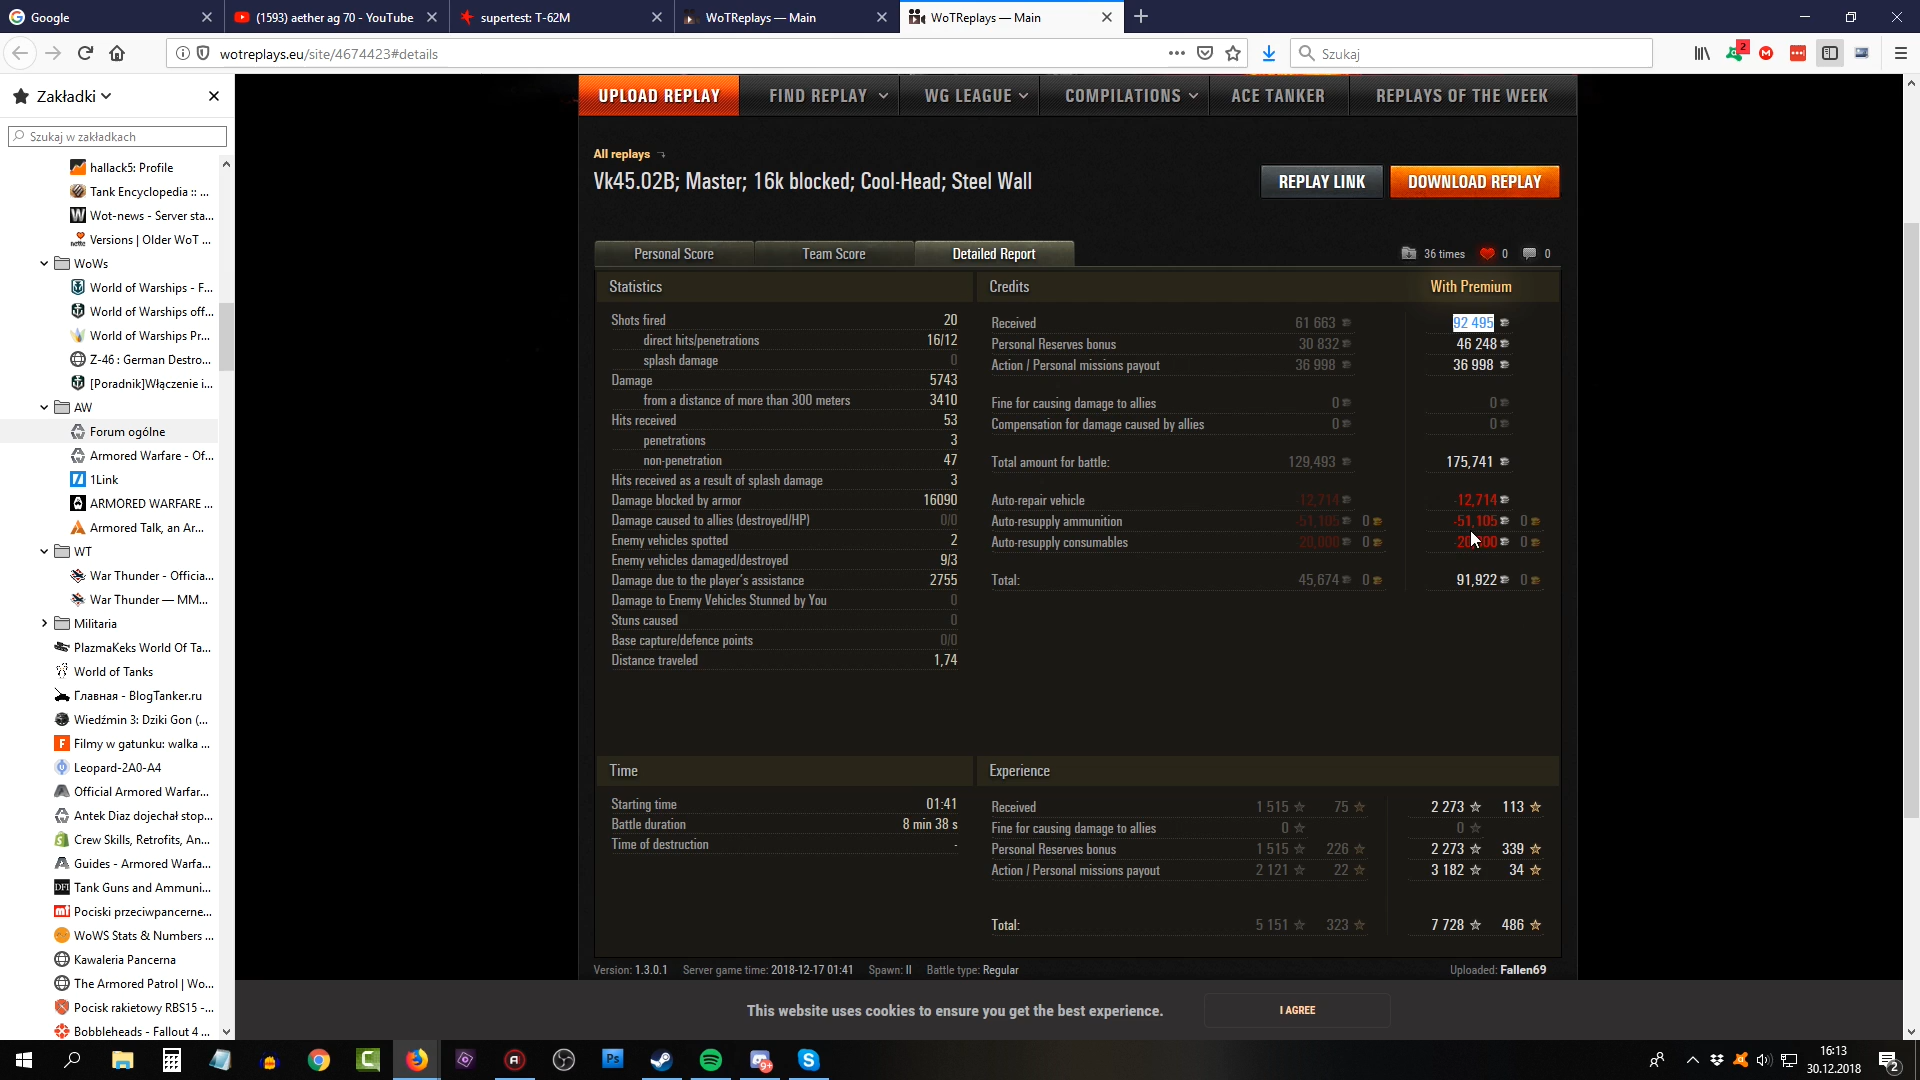 Google
(1593) aether ag 70 - YouTube
supertest: T-62M
WoTReplays — Main
WoTReplays — Main
wotreplays.eu/site/4674423#details
Szukaj
2
Zakładki
Szukaj w zakładkach
hallack5: Profile
Tank Encyclopedia :: ...
Wot-news - Server sta...
Versions | Older WoT ...
WoWs
World of Warships - F...
World of Warships off...
World of Warships Pr...
Z-46 : German Destro...
[Poradnik]Włączenie i...
AW
Forum ogólne
Armored Warfare - Of...
1Link
ARMORED WARFARE ...
Armored Talk, an Ar...
WT
War Thunder - Officia...
War Thunder — MM...
Militaria
PlazmaKeks World Of Ta...
World of Tanks
Главная - BlogTanker.ru
Wiedźmin 3: Dziki Gon (...
Filmy w gatunku: walka ...
Leopard-2A0-A4
Official Armored Warfar...
Antek Diaz dojechał stop...
Crew Skills, Retrofits, An...
Guides - Armored Warfa...
Tank Guns and Ammuni...
Pociski przeciwpancerne...
WoWS Stats & Numbers ...
Kawaleria Pancerna
The Armored Patrol | Wo...
Pocisk rakietowy RBS15 -...
Bobbleheads - Fallout 4 ...
UPLOAD REPLAY
FIND REPLAY
WG LEAGUE
COMPILATIONS
ACE TANKER
REPLAYS OF THE WEEK
All replays
Vk45.02B; Master; 16k blocked; Cool-Head; Steel Wall
REPLAY LINK
DOWNLOAD REPLAY
Personal Score
Team Score
Detailed Report
36 times 0 0
Statistics
Shots fired 20
direct hits/penetrations 16/12
splash damage 0
Damage 5743
from a distance of more than 300 meters 3410
Hits received 53
penetrations 3
non-penetration 47
Hits received as a result of splash damage 3
Damage blocked by armor 16090
Damage caused to allies (destroyed/HP) 0/0
Enemy vehicles spotted 2
Enemy vehicles damaged/destroyed 9/3
Damage due to the player's assistance 2755
Damage to Enemy Vehicles Stunned by You 0
Stuns caused 0
Base capture/defence points 0/0
Distance traveled 1,74
Credits With Premium
Received 61 663 92 495
Personal Reserves bonus 30 832 46 248
Action / Personal missions payout 36 998 36 998
Fine for causing damage to allies 0 0
Compensation for damage caused by allies 0 0
Total amount for battle: 129,493 175,741
Auto-repair vehicle -12,714 -12,714
Auto-resupply ammunition -51,105 0 -51,105 0
Auto-resupply consumables -20,000 0 0
Total: 45,674 0 91,922 0
Time
Starting time 01:41
Battle duration 8 min 38 s
Time of destruction -
Experience
Received 1 515 75 2 273 113
Fine for causing damage to allies 0 0
Personal Reserves bonus 1 515 226 2 273 339
Action / Personal missions payout 2 121 22 3 182 34
Total: 5 151 323 7 728 486
Version: 1.3.0.1 Server game time: 2018-12-17 01:41 Spawn: II Battle type: Regular Uploaded: Fallen69
This website uses cookies to ensure you get the best experience.
I AGREE
16:13
30.12.2018
2